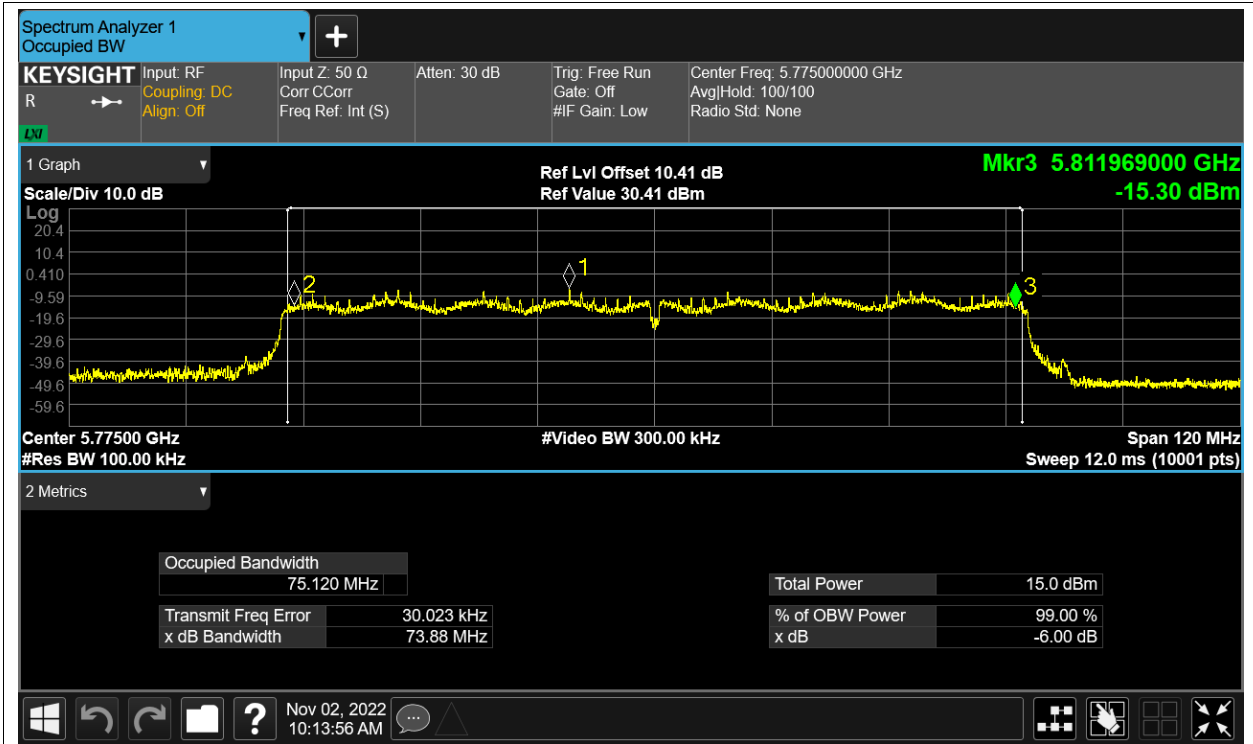 Spectrum Analyzer 1
Occupied BW
KEYSIGHT Input: RF Input Z: 50 Ω Atten: 30 dB Trig: Free Run Center Freq: 5.775000000 GHz
R Coupling: DC Corr CCorr Gate: Off Avg|Hold: 100/100
Align: Off Freq Ref: Int (S) #IF Gain: Low Radio Std: None
LXI
1 Graph Ref Lvl Offset 10.41 dB Mkr3 5.811969000 GHz
Scale/Div 10.0 dB Ref Value 30.41 dBm -15.30 dBm
Log
20.4
10.4
0.410 1
-9.59 2 3
-19.6
-29.6
-39.6
-49.6
-59.6
Center 5.77500 GHz #Video BW 300.00 kHz Span 120 MHz
#Res BW 100.00 kHz Sweep 12.0 ms (10001 pts)
2 Metrics
Occupied Bandwidth
75.120 MHz Total Power 15.0 dBm
Transmit Freq Error 30.023 kHz % of OBW Power 99.00 %
x dB Bandwidth 73.88 MHz x dB -6.00 dB
? Nov 02, 2022
10:13:56 AM